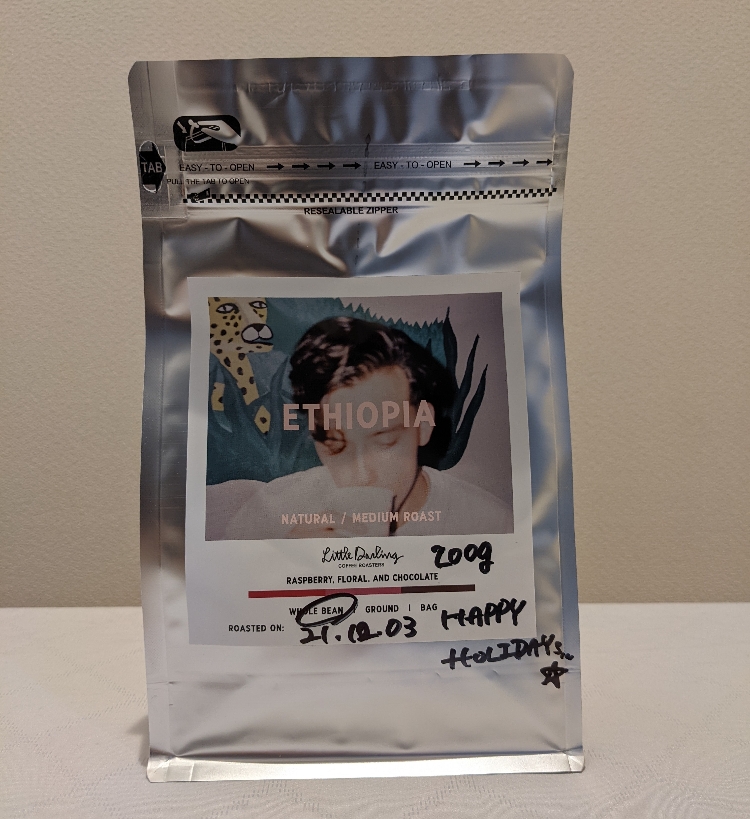 TAB
EASY - TO - OPEN EASY - TO - OPEN
PULL THE TAB TO OPEN
RESEALABLE ZIPPER
ETHIOPIA
NATURAL / MEDIUM ROAST
Little Darling
COFFEE ROASTERS
200g
RASPBERRY, FLORAL, AND CHOCOLATE
WHOLE BEAN | GROUND | BAG
ROASTED ON: 21.12.03
HAPPY
HOLIDAYS..